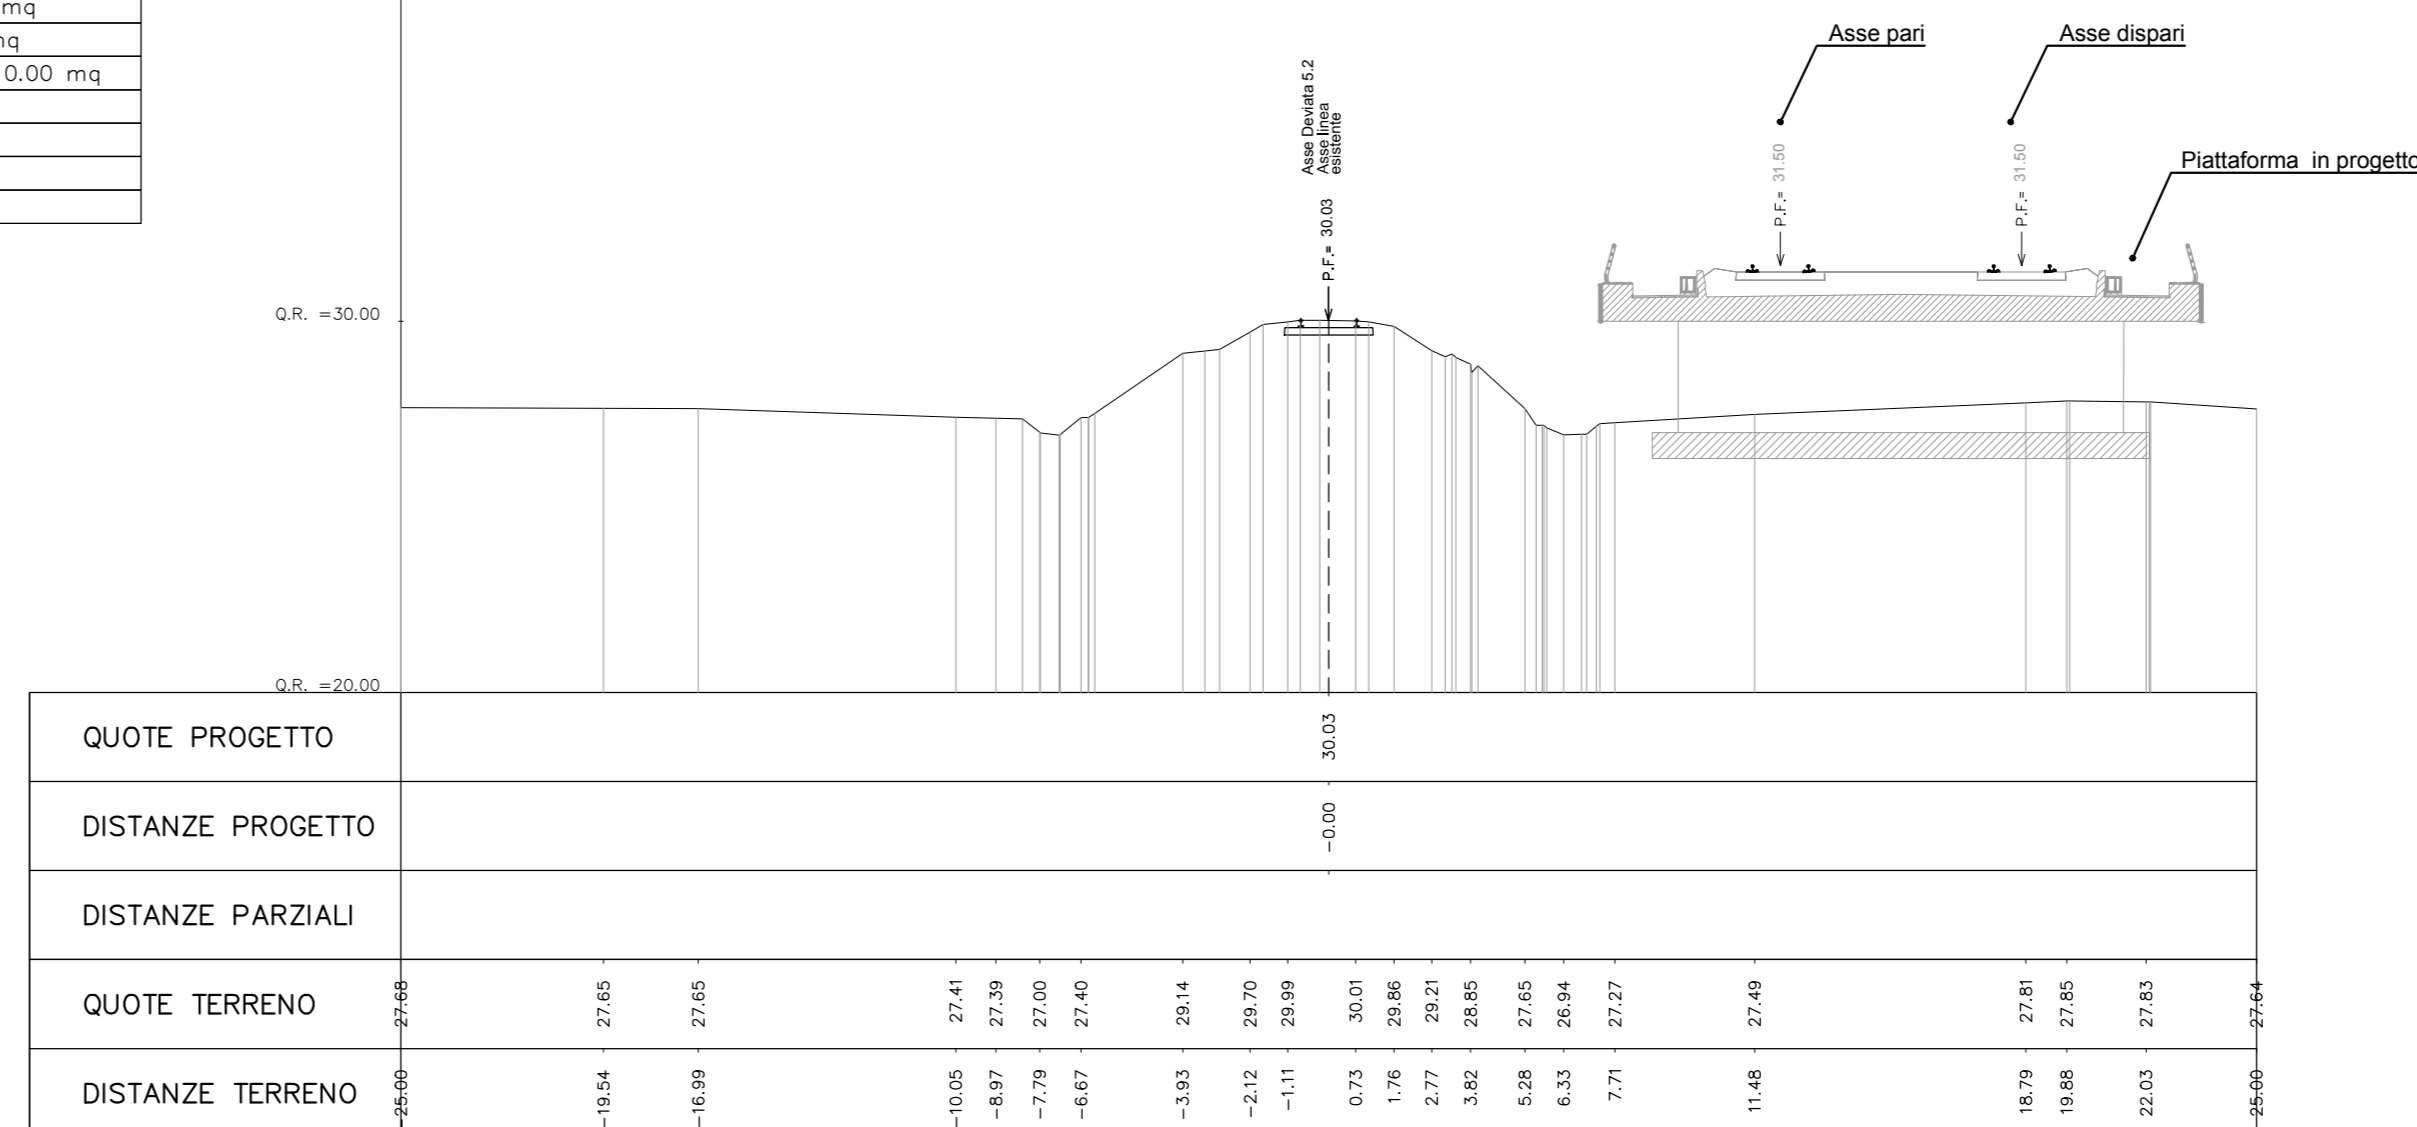 mq
mq
0.00 mq
Asse pari
Asse dispari
Piattaforma in progetto
Asse Deviata 5.2
Asse linea
esistente
P.F.= 30.03
P.F.= 31.50
P.F.= 31.50
Q.R. =30.00
Q.R. =20.00
QUOTE PROGETTO 30.03
DISTANZE PROGETTO -0.00
DISTANZE PARZIALI
QUOTE TERRENO 27.68 27.65 27.65 27.41 27.39 27.00 27.40 29.14 29.70 29.99 30.01 29.86 29.21 28.85 27.65 26.94 27.27 27.49 27.81 27.85 27.83 27.64
DISTANZE TERRENO -25.00 -19.54 -16.99 -10.05 -8.97 -7.79 -6.67 -3.93 -2.12 -1.11 0.73 1.76 2.77 3.82 5.28 6.33 7.71 11.48 18.79 19.88 22.03 25.00